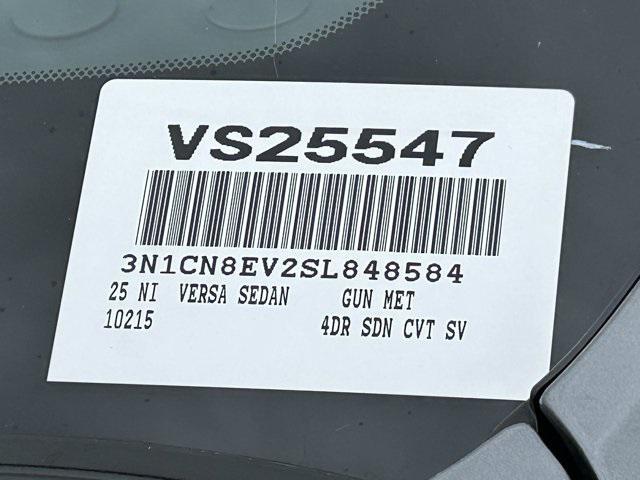 VS25547
3N1CN8EV2SL848584
25 NI VERSA SEDAN GUN MET
10215 4DR SDN CVT SV